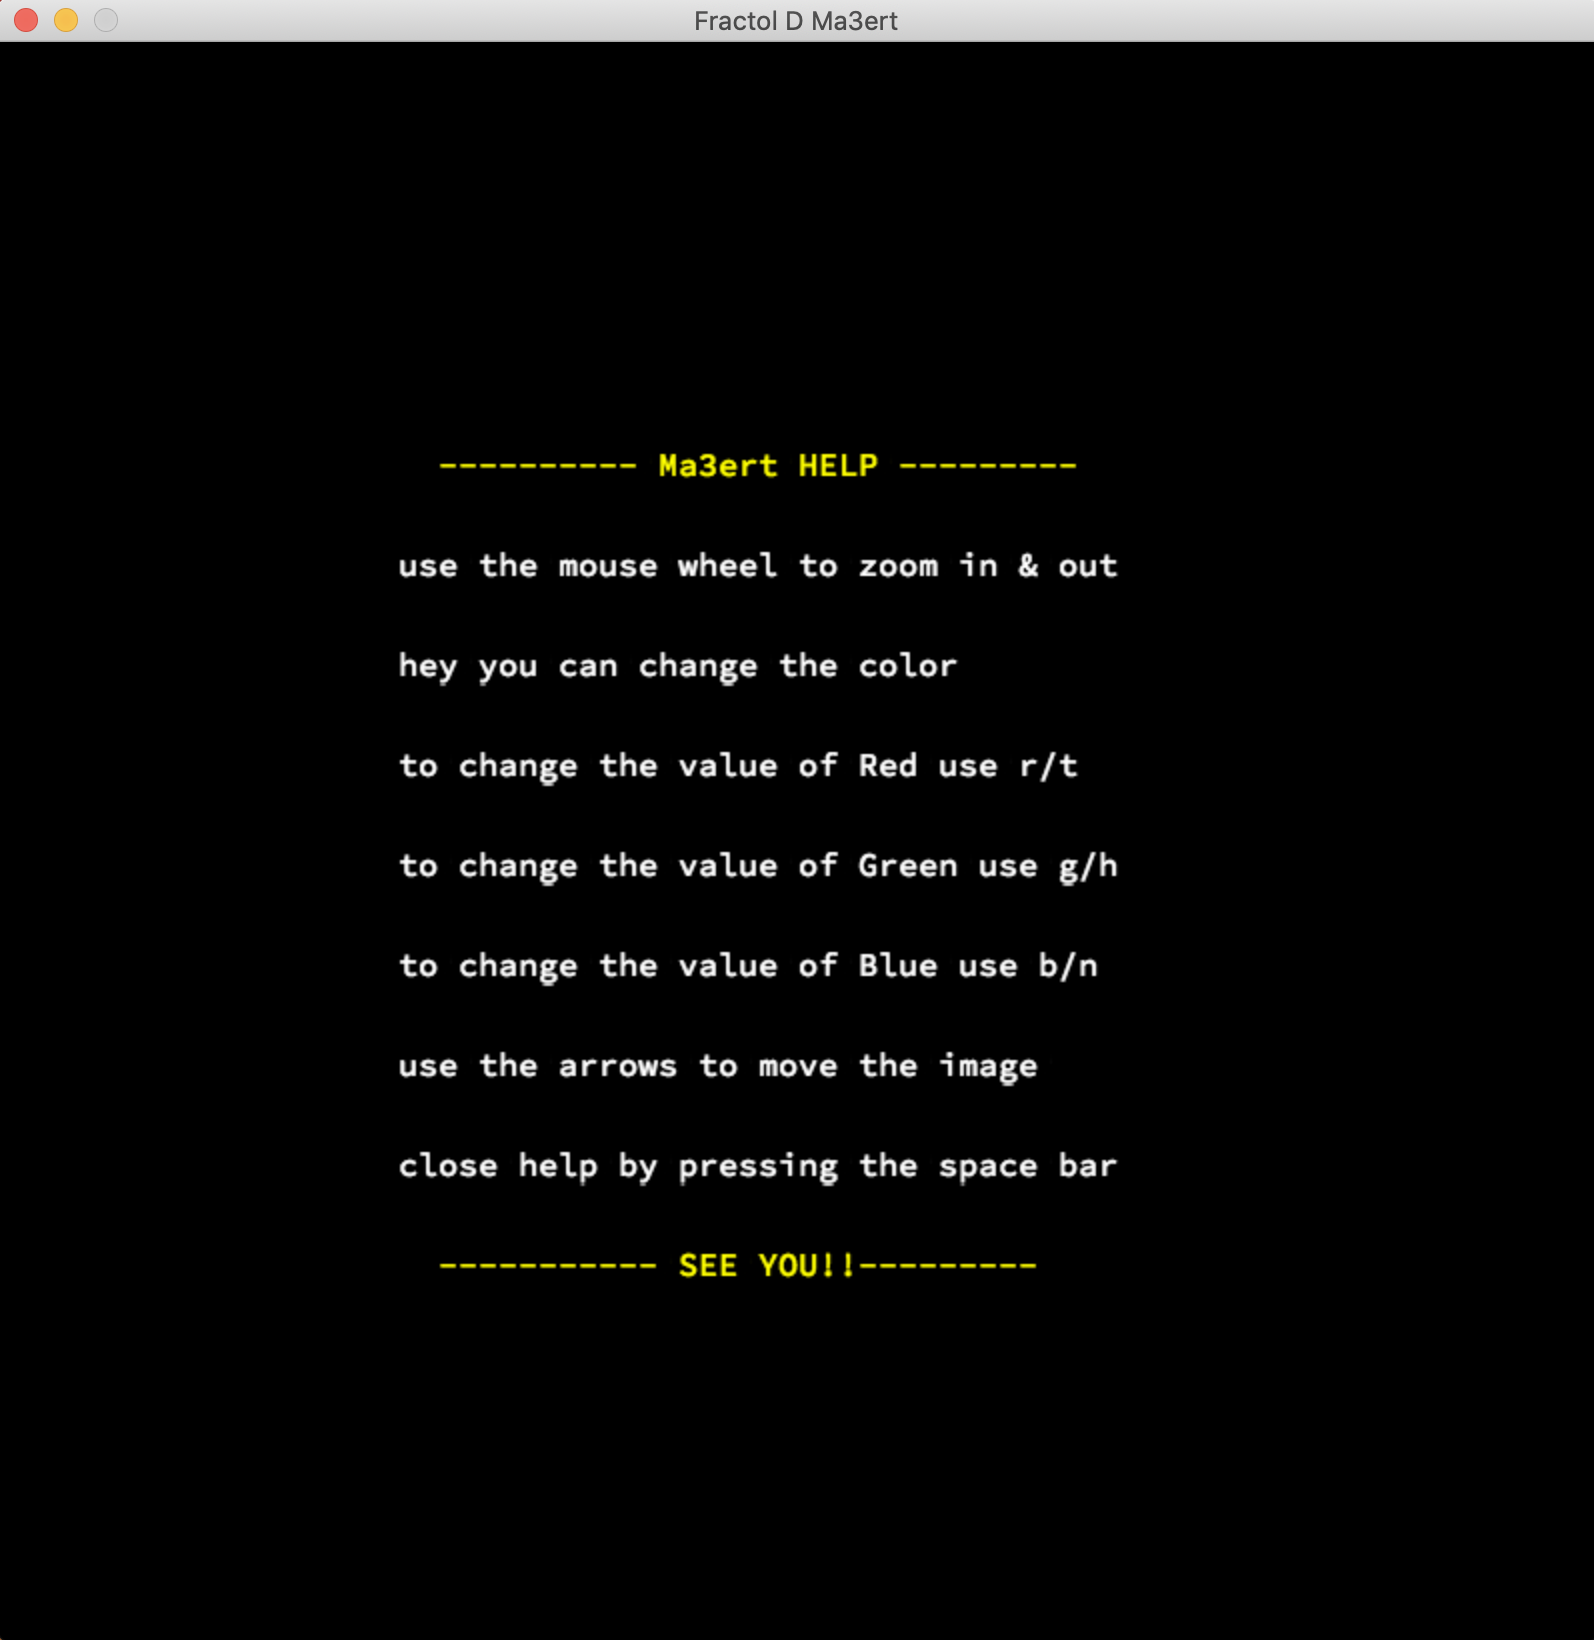 Fractol D Ma3ert
---------- Ma3ert HELP ---------
use the mouse wheel to zoom in & out
hey you can change the color
to change the value of Red use r/t
to change the value of Green use g/h
to change the value of Blue use b/n
use the arrows to move the image
close help by pressing the space bar
----------- SEE YOU!!---------